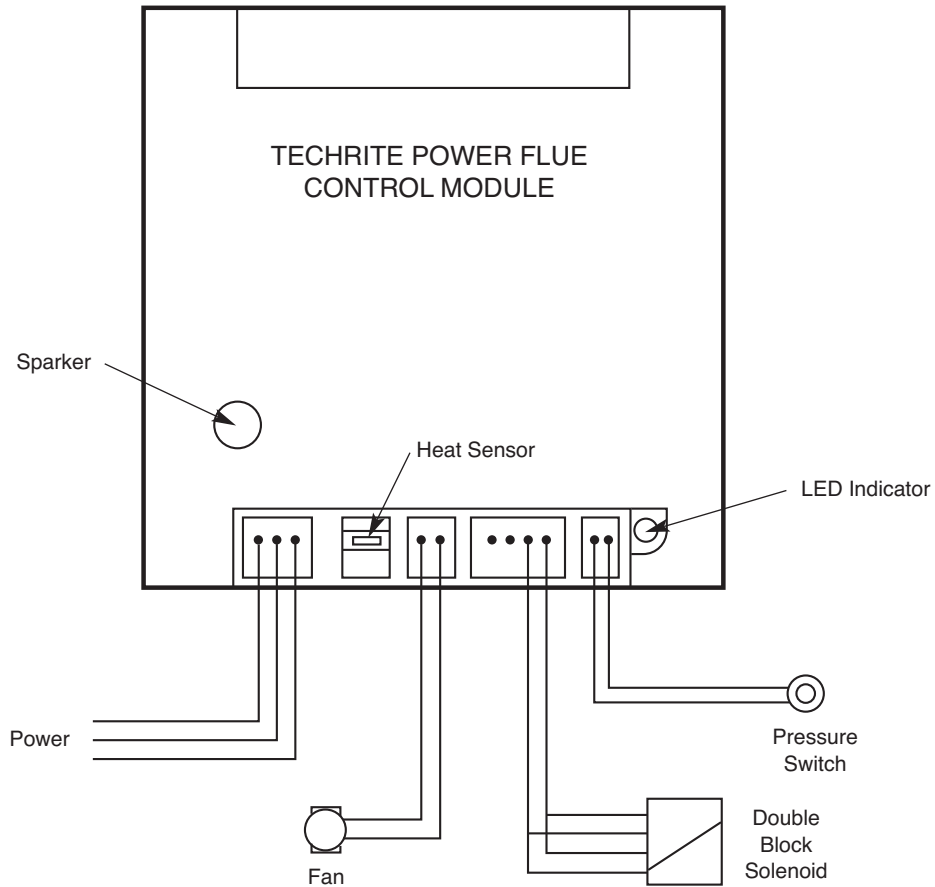 TECHRITE POWER FLUE
CONTROL MODULE
Sparker
Heat Sensor
LED Indicator
Power
Pressure
Switch
Fan
Double
Block
Solenoid